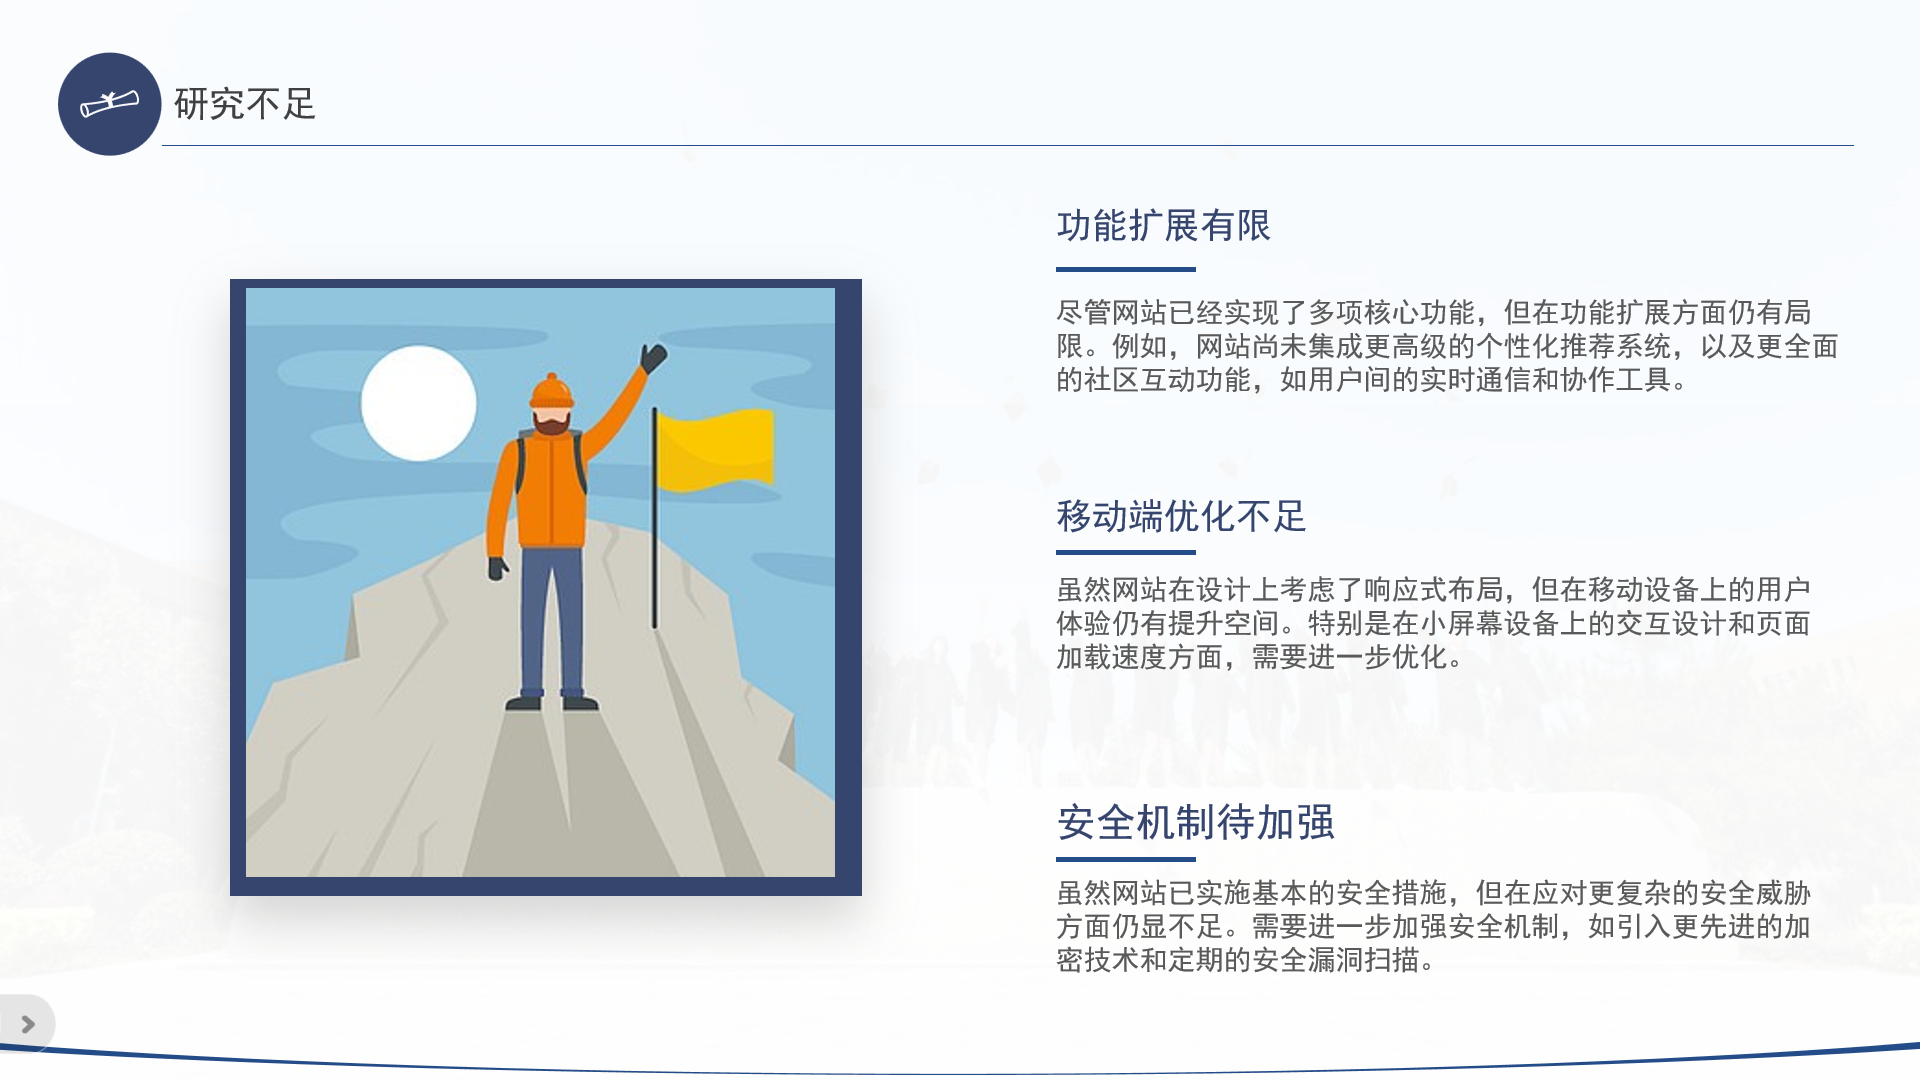 研究不足
功能扩展有限
尽管网站已经实现了多项核心功能，但在功能扩展方面仍有局
限。例如，网站尚未集成更高级的个性化推荐系统，以及更全面
的社区互动功能，如用户间的实时通信和协作工具。
移动端优化不足
虽然网站在设计上考虑了响应式布局，但在移动设备上的用户
体验仍有提升空间。特别是在小屏幕设备上的交互设计和页面
加载速度方面，需要进一步优化。
安全机制待加强
虽然网站已实施基本的安全措施，但在应对更复杂的安全威胁
方面仍显不足。需要进一步加强安全机制，如引入更先进的加
密技术和定期的安全漏洞扫描。